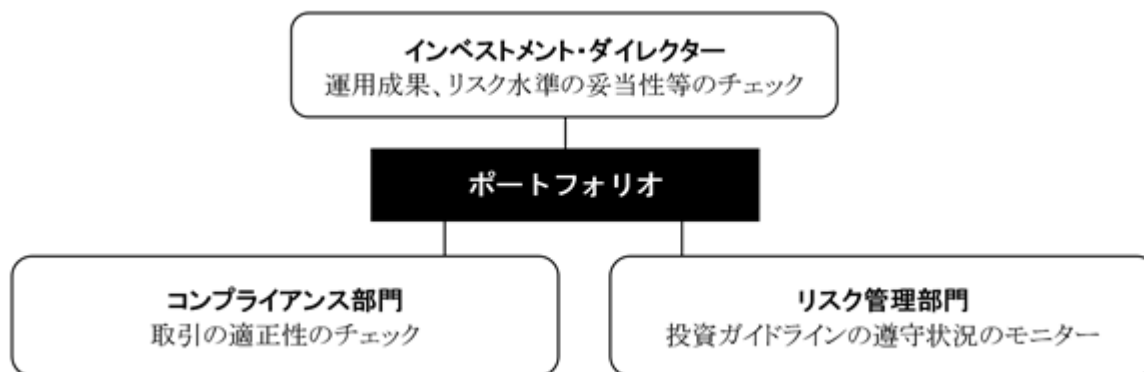 インベストメント・ダイレクター
運用成果、リスク水準の妥当性等のチェック
ポートフォリオ
コンプライアンス部門
取引の適正性のチェック
リスク管理部門
投資ガイドラインの遵守状況のモニター